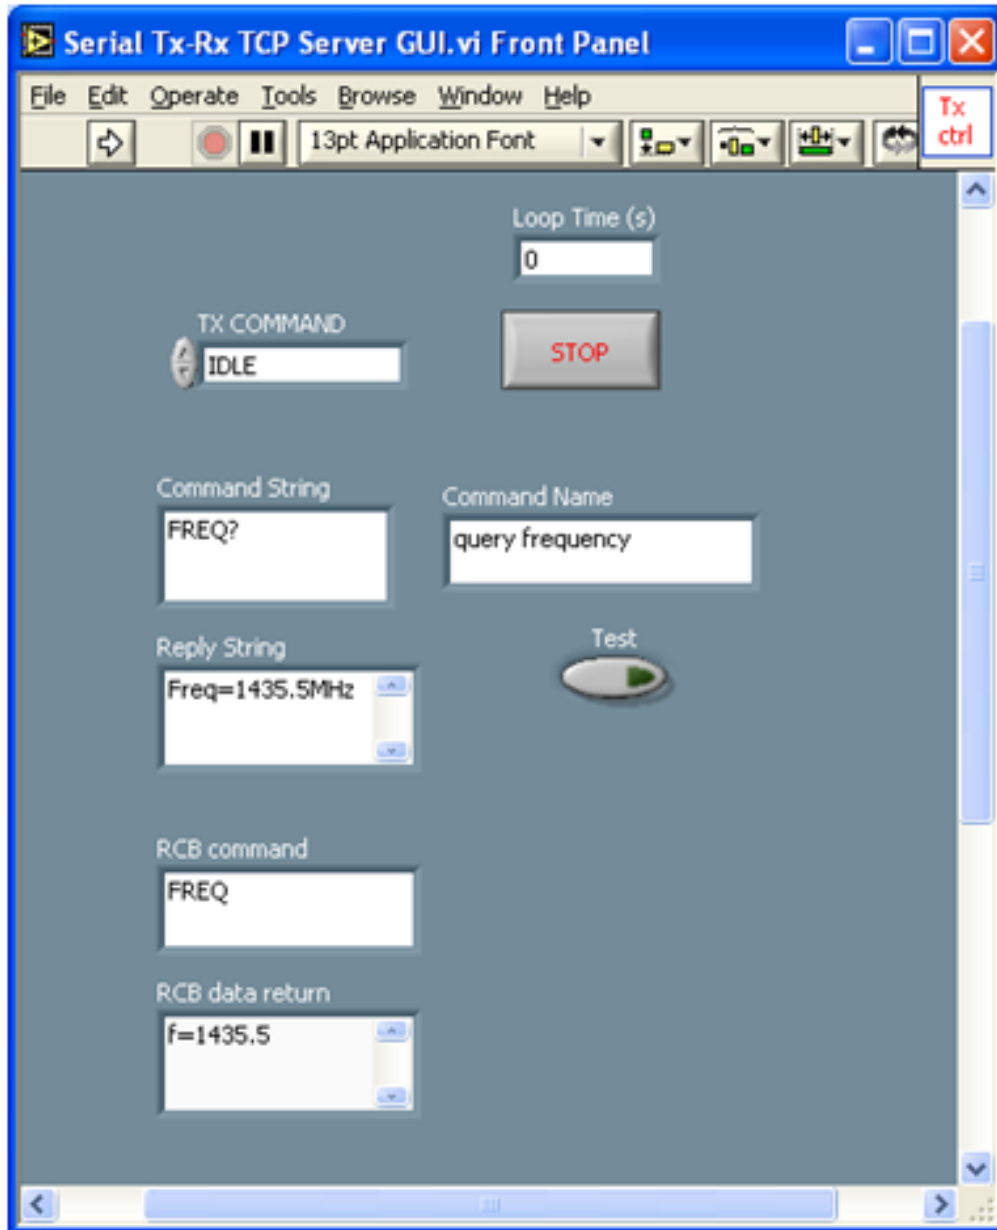 Serial Tx-Rx TCP Server GUI.vi Front Panel
File Edit Operate Tools Browse Window Help
Tx
ctrl
13pt Application Font
Loop Time (s)
0
TX COMMAND
IDLE
STOP
Command String
FREQ?
Command Name
query frequency
Reply String
Freq=1435.5MHz
Test
RCB command
FREQ
RCB data return
f=1435.5